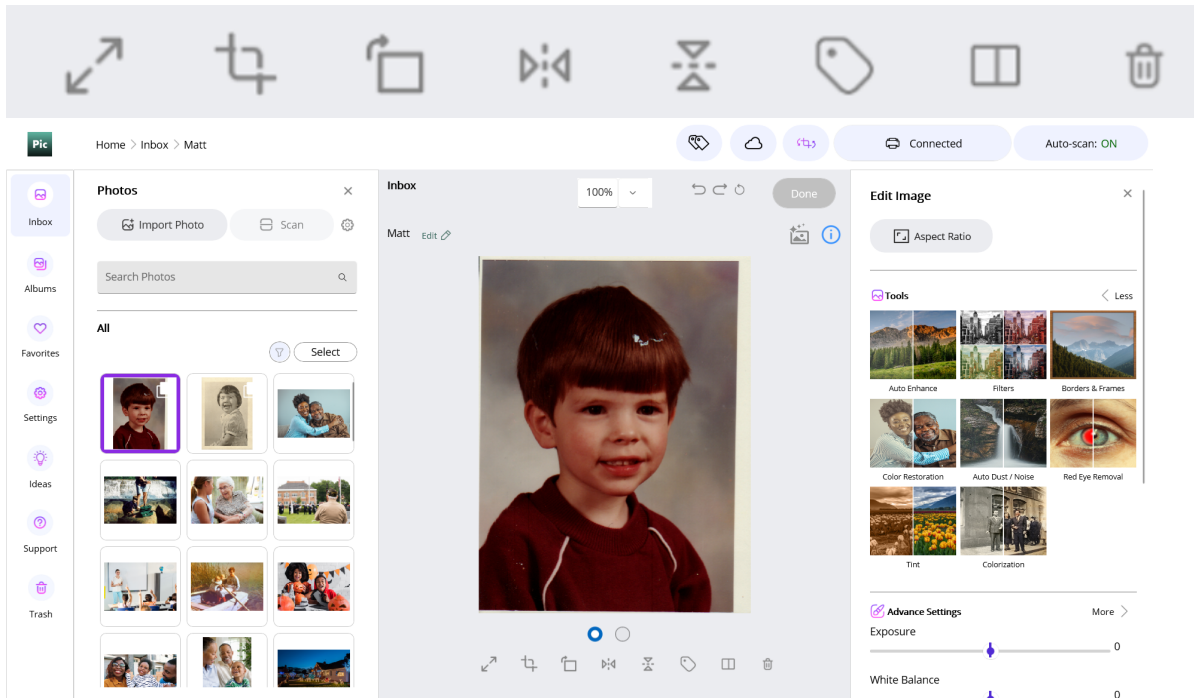 Pic
Home > Inbox > Matt
Connected
Auto-scan: ON
Inbox
Albums
Favorites
Settings
Ideas
Support
Trash
Photos
Import Photo
Scan
Search Photos
All
Select
Inbox
100%
Done
Matt
Edit
Edit Image
Aspect Ratio
Tools
< Less
Auto Enhance
Filters
Borders & Frames
Color Restoration
Auto Dust / Noise
Red Eye Removal
Tint
Colorization
Advance Settings
More >
Exposure
0
White Balance
0